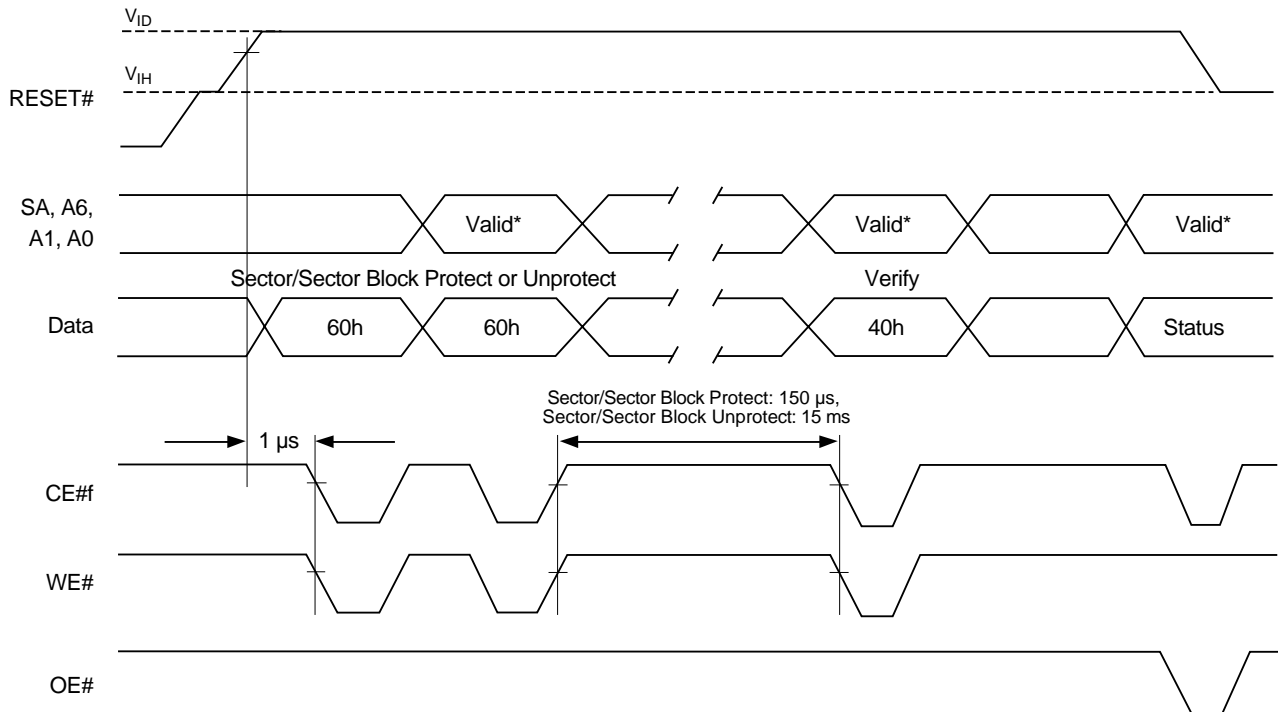 VID
VIH
RESET#
SA, A6,
A1, A0
Valid*
Valid*
Valid*
Sector/Sector Block Protect or Unprotect
Verify
Data
60h
60h
40h
Status
Sector/Sector Block Protect: 150 µs,
Sector/Sector Block Unprotect: 15 ms
1 µs
CE#f
WE#
OE#